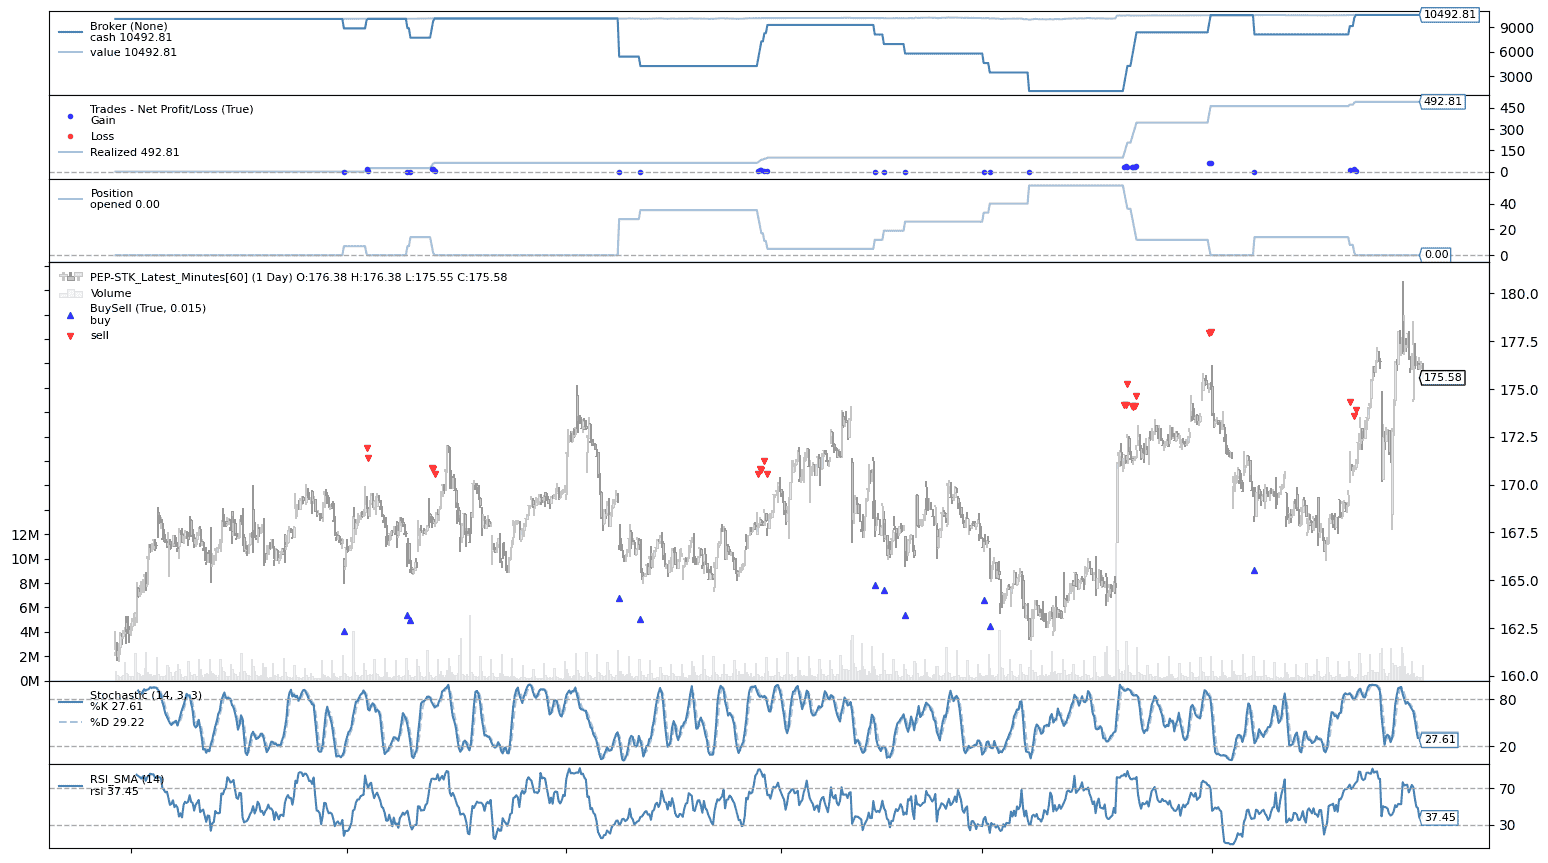 Broker (None)
cash 10492.81
value 10492.81
10492.81
9000
6000
3000
Trades - Net Profit/Loss (True)
Gain
Loss
Realized 492.81
492.81
450
300
150
0
Position
opened 0.00
40
20
0
0.00
PEP-STK_Latest_Minutes[60] (1 Day) O:176.38 H:176.38 L:175.55 C:175.58
Volume
BuySell (True, 0.015)
buy
sell
180.0
177.5
175.58
175.0
172.5
170.0
167.5
165.0
162.5
160.0
12M
10M
8M
6M
4M
2M
0M
Stochastic (14, 3, 3)
%K 27.61
%D 29.22
80
27.61
20
RSI_SMA (14)
rsi 37.45
70
37.45
30